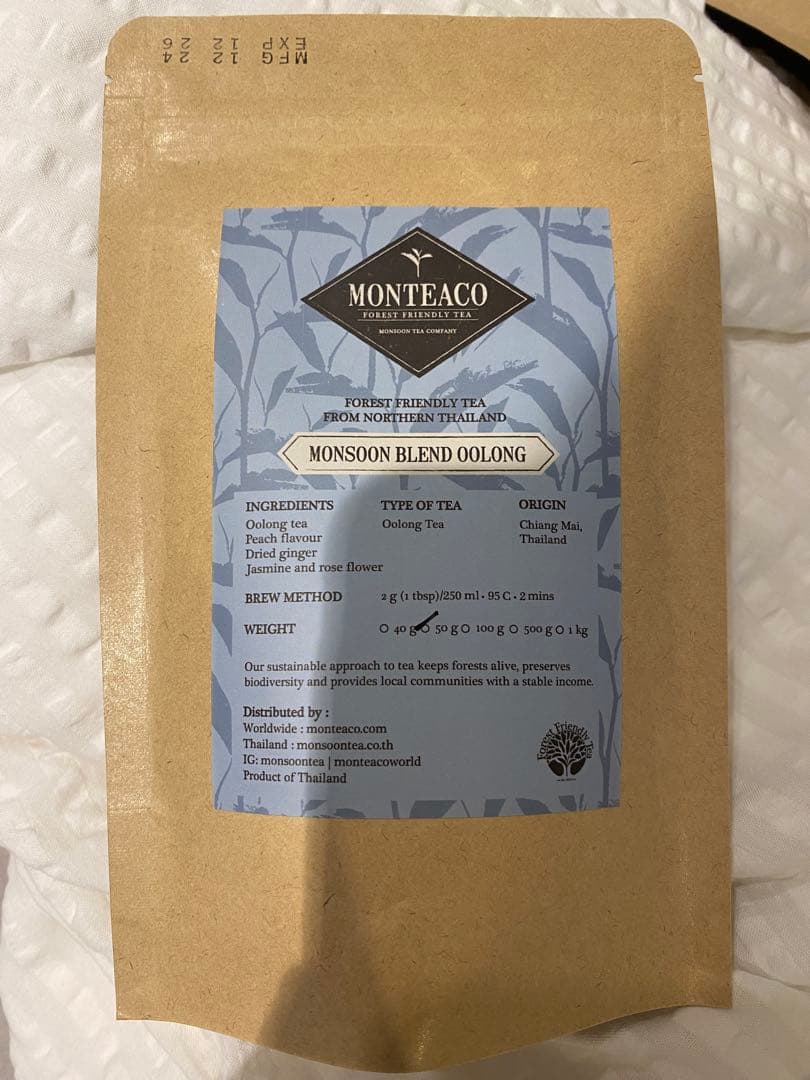 MFG 12 24
EXP 12 26
MONTEACO
FOREST FRIENDLY TEA
MONSOON TEA COMPANY
FOREST FRIENDLY TEA
FROM NORTHERN THAILAND
MONSOON BLEND OOLONG
INGREDIENTS
Oolong tea
Peach flavour
Dried ginger
Jasmine and rose flower
TYPE OF TEA
Oolong Tea
ORIGIN
Chiang Mai,
Thailand
BREW METHOD 2 g (1 tbsp)/250 ml • 95 C • 2 mins
WEIGHT 40 g 50 g 100 g 500 g 1 kg
Our sustainable approach to tea keeps forests alive, preserves
biodiversity and provides local communities with a stable income.
Distributed by :
Worldwide : monteaco.com
Thailand : monsoontea.co.th
IG: monsoontea | monteacoworld
Product of Thailand
Forest Friendly Tea